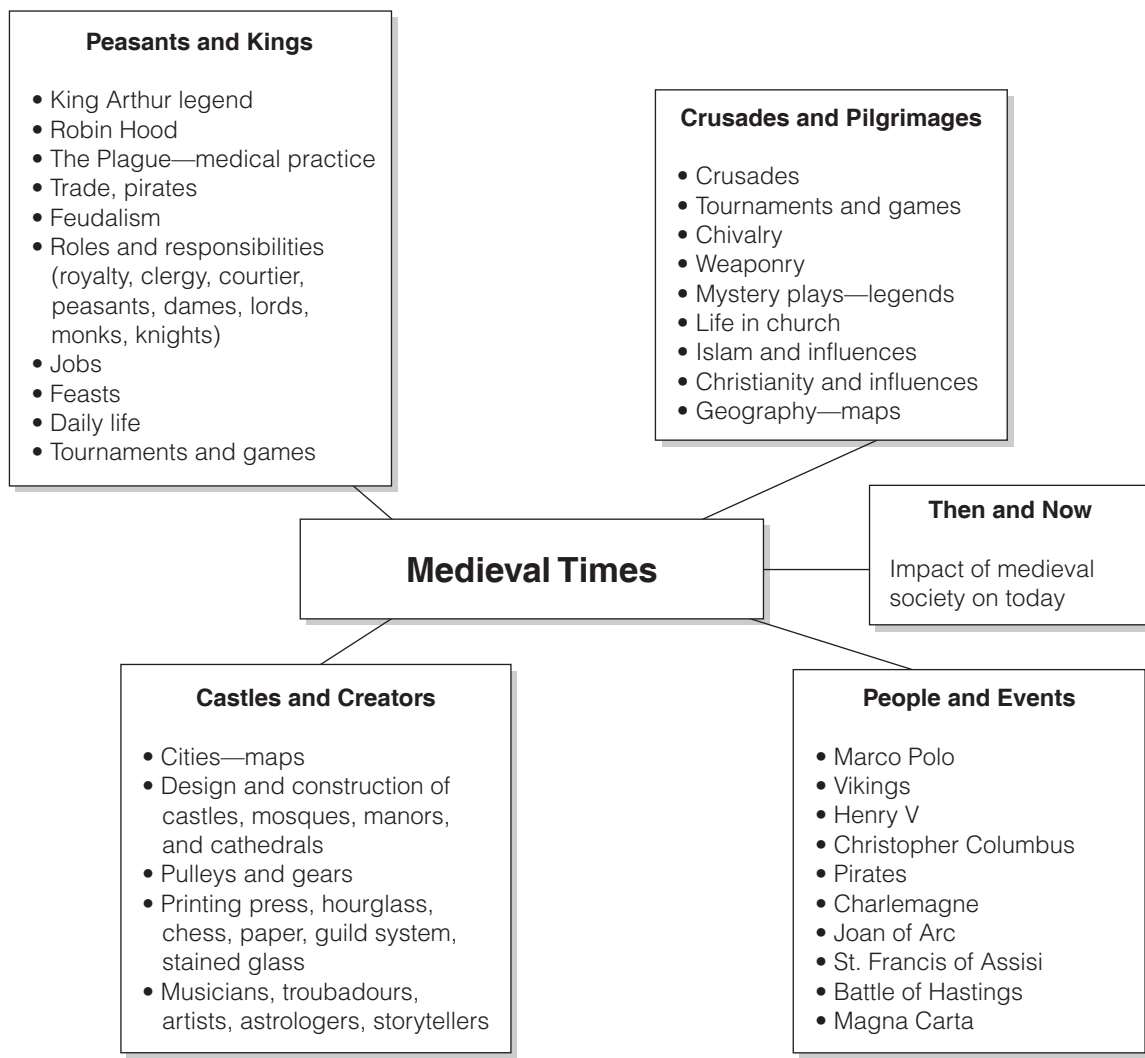 Peasants and Kings
• King Arthur legend
• Robin Hood
• The Plague—medical practice
• Trade, pirates
• Feudalism
• Roles and responsibilities
(royalty, clergy, courtier,
peasants, dames, lords,
monks, knights)
• Jobs
• Feasts
• Daily life
• Tournaments and games
Crusades and Pilgrimages
• Crusades
• Tournaments and games
• Chivalry
• Weaponry
• Mystery plays—legends
• Life in church
• Islam and influences
• Christianity and influences
• Geography—maps
Medieval Times
Then and Now
Impact of medieval
society on today
Castles and Creators
• Cities—maps
• Design and construction of
castles, mosques, manors,
and cathedrals
• Pulleys and gears
• Printing press, hourglass,
chess, paper, guild system,
stained glass
• Musicians, troubadours,
artists, astrologers, storytellers
People and Events
• Marco Polo
• Vikings
• Henry V
• Christopher Columbus
• Pirates
• Charlemagne
• Joan of Arc
• St. Francis of Assisi
• Battle of Hastings
• Magna Carta